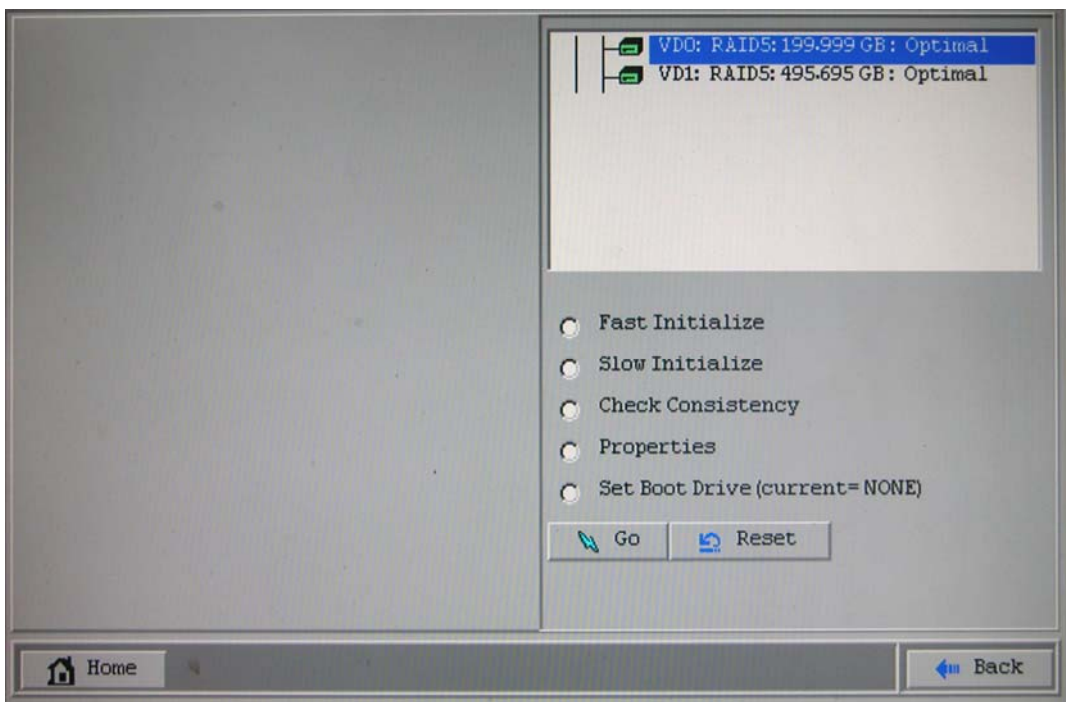 VD0: RAID5: 199.999 GB: Optimal
VD1: RAID5: 495.695 GB: Optimal
Fast Initialize
Slow Initialize
Check Consistency
Properties
Set Boot Drive (current= NONE)
Go Reset
Home Back